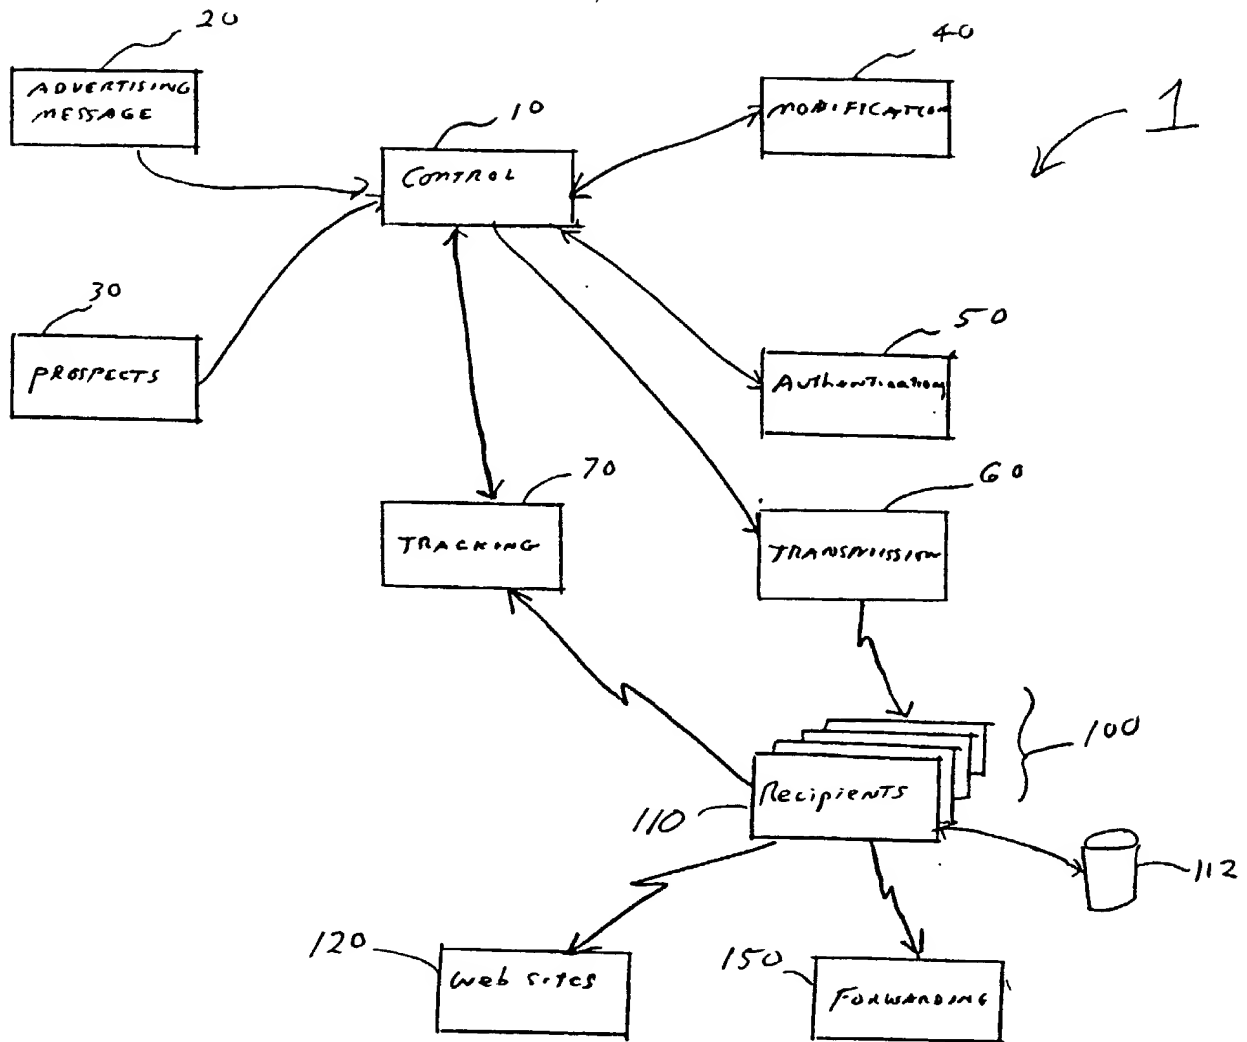 20
40
ADVERTISING
MESSAGE
10
MODIFICATION
1
CONTROL
30
50
PROSPECTS
Authentication
70
60
TRACKING
TRANSMISSION
100
Recipients
110
112
120
150
Web sites
FORWARDING